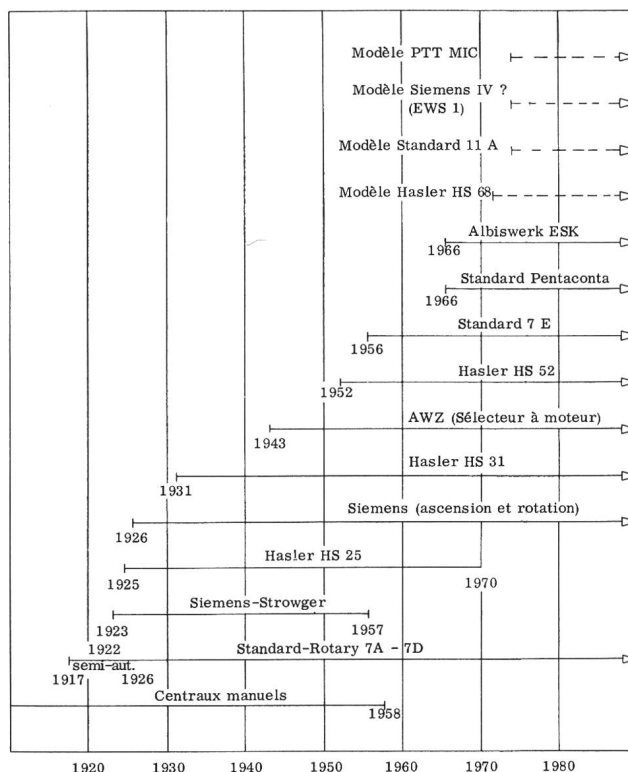 Modèle PTT MIC
Modèle Siemens IV ?
(EWS 1)
Modèle Standard 11 A
Modèle Hasler HS 68
Albiswerk ESK
1966
Standard Pentaconta
1966
Standard 7 E
1956
Hasler HS 52
1952
AWZ (Sélecteur à moteur)
1943
Hasler HS 31
1931
Siemens (ascension et rotation)
1926
Hasler HS 25
1925 1970
Siemens-Strowger
1923 1957
1922 Standard-Rotary 7A - 7D
semi-aut.
1917 1926
Centraux manuels
1958
1920 1930 1940 1950 1960 1970 1980